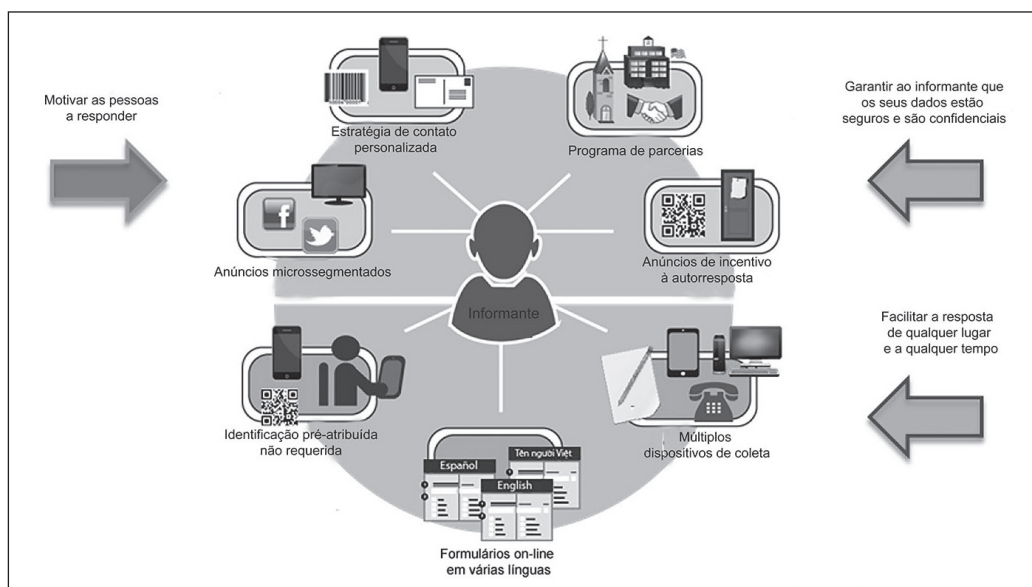 Motivar as pessoas
a responder
Estratégia de contato
personalizada
Programa de parcerias
Garantir ao informante que
os seus dados estão
seguros e são confidenciais
f
Anúncios microssegmentados
Anúncios de incentivo
à autorresposta
Informante
Facilitar a resposta
de qualquer lugar
e a qualquer tempo
Identificação pré-atribuída
não requerida
Múltiplos
dispositivos de coleta
Español
Tên người Việt
English
Formulários on-line
em várias línguas